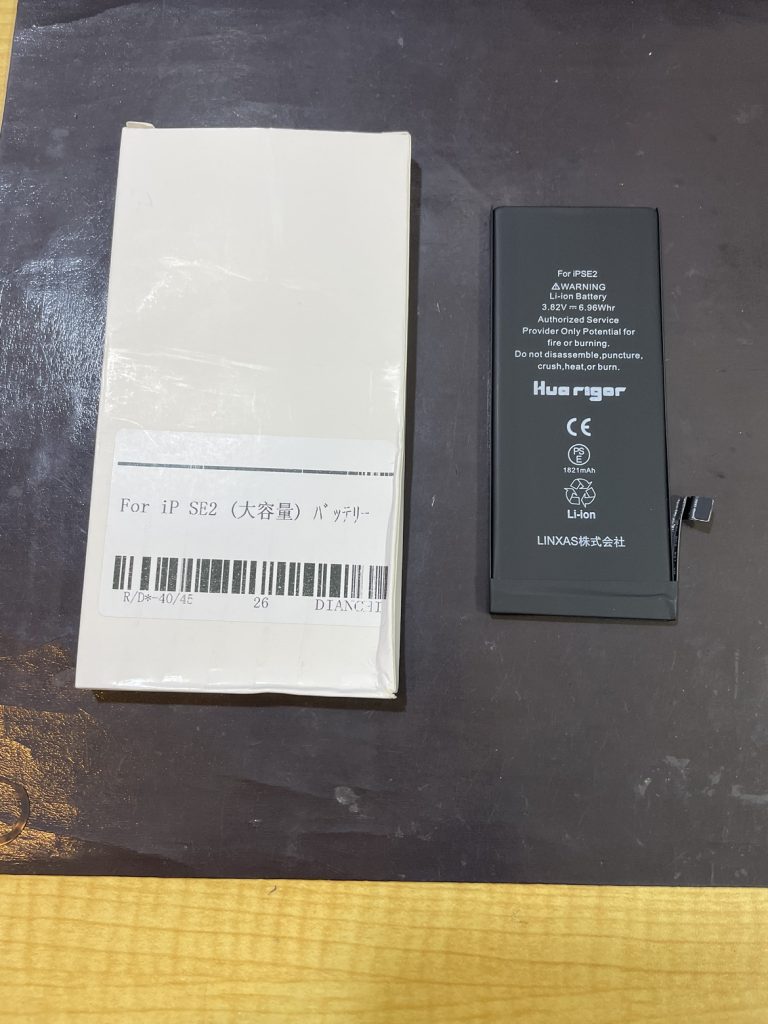 For iP SE2 (大容量) バッテリー
R/D*-40/45 26 DIANCHI
For iPSE2
⚠WARNING
Li-ion Battery
3.82V ⎓ 6.96Whr
Authorized Service
Provider Only Potential for
fire or burning.
Do not disassemble,puncture,
crush,heat,or burn.
Huarigor
CE
PS
E
1821mAh
Li-ion
LINXAS株式会社